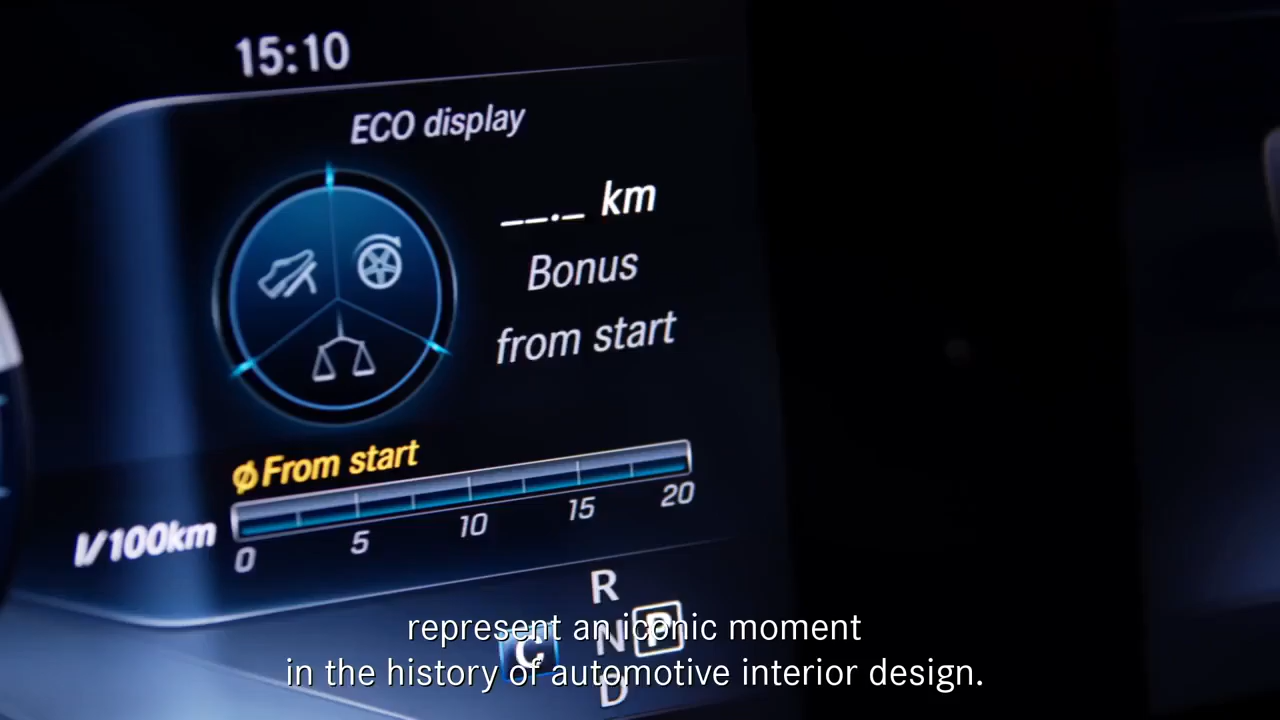 15:10
ECO display
__._ km
Bonus
from start
ØFrom start
l/100km
0
5
10
15
20
R
N
P
C
D
represent an iconic moment
in the history of automotive interior design.